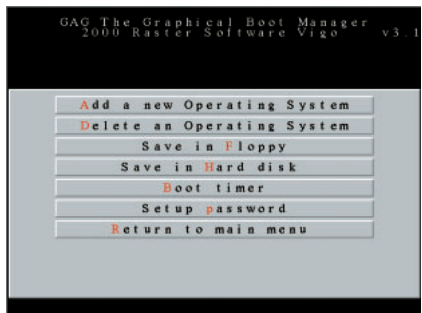 GAG The Graphical Boot Manager
2000 Raster Software Vigo v3.1
Add a new Operating System
Delete an Operating System
Save in Floppy
Save in Hard disk
Boot timer
Setup password
Return to main menu